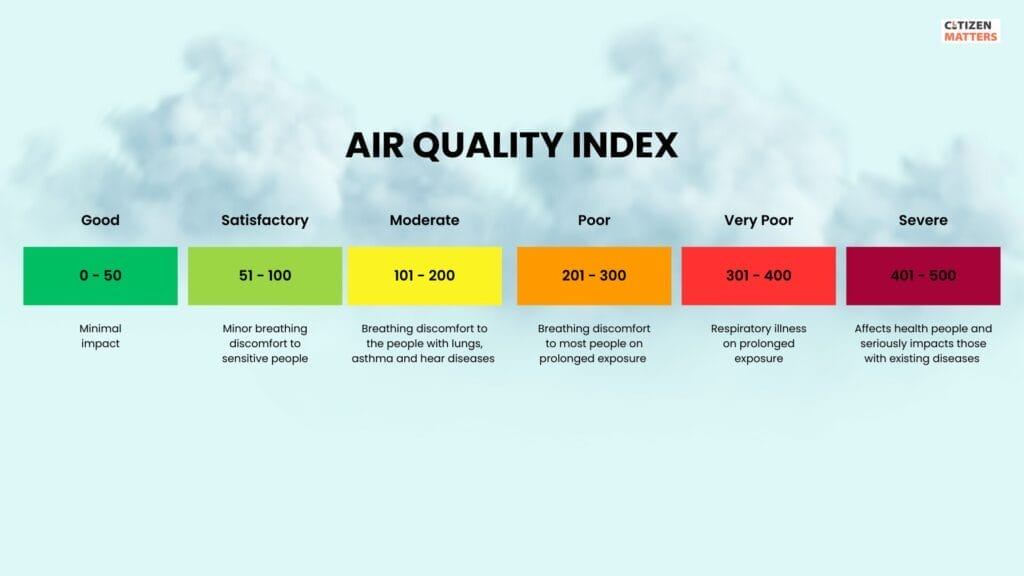 CITIZEN
MATTERS
AIR QUALITY INDEX
Good
0 - 50
Minimal
impact
Satisfactory
51 - 100
Minor breathing
discomfort to
sensitive people
Moderate
101 - 200
Breathing discomfort to
the people with lungs,
asthma and hear diseases
Poor
201 - 300
Breathing discomfort
to most people on
prolonged exposure
Very Poor
301 - 400
Respiratory illness
on prolonged
exposure
Severe
401 - 500
Affects health people and
seriously impacts those
with existing diseases